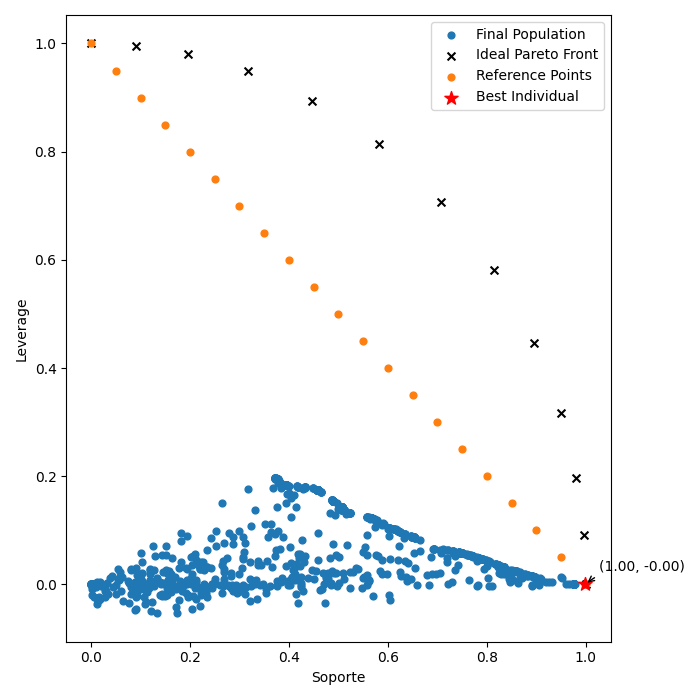 Final Population
Ideal Pareto Front
Reference Points
Best Individual
1.0
0.8
0.6
0.4
0.2
0.0
Leverage
(1.00, -0.00)
0.0 0.2 0.4 0.6 0.8 1.0
Soporte